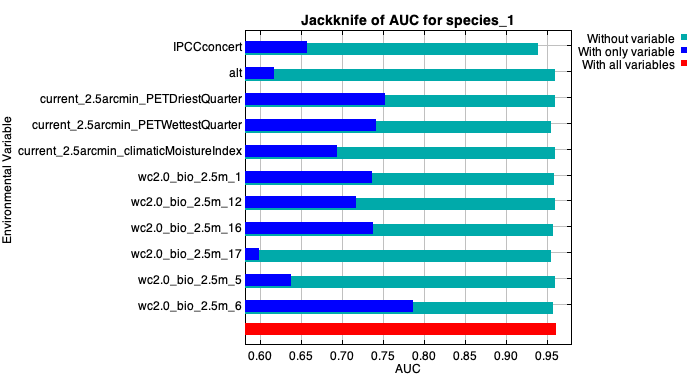 Jackknife of AUC for species_1
Without variable
With only variable
With all variables
Environmental Variable
IPCCconcert
alt
current_2.5arcmin_PETDriestQuarter
current_2.5arcmin_PETWettestQuarter
current_2.5arcmin_climaticMoistureIndex
wc2.0_bio_2.5m_1
wc2.0_bio_2.5m_12
wc2.0_bio_2.5m_16
wc2.0_bio_2.5m_17
wc2.0_bio_2.5m_5
wc2.0_bio_2.5m_6
0.60 0.65 0.70 0.75 0.80 0.85 0.90 0.95
AUC